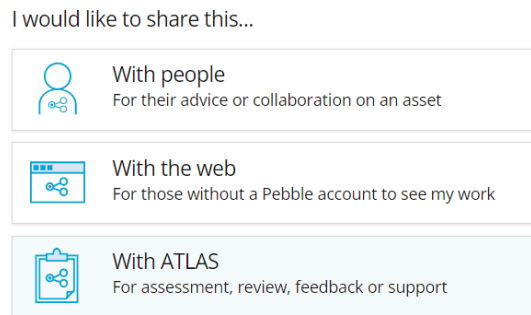 I would like to share this...
With people
For their advice or collaboration on an asset
With the web
For those without a Pebble account to see my work
With ATLAS
For assessment, review, feedback or support